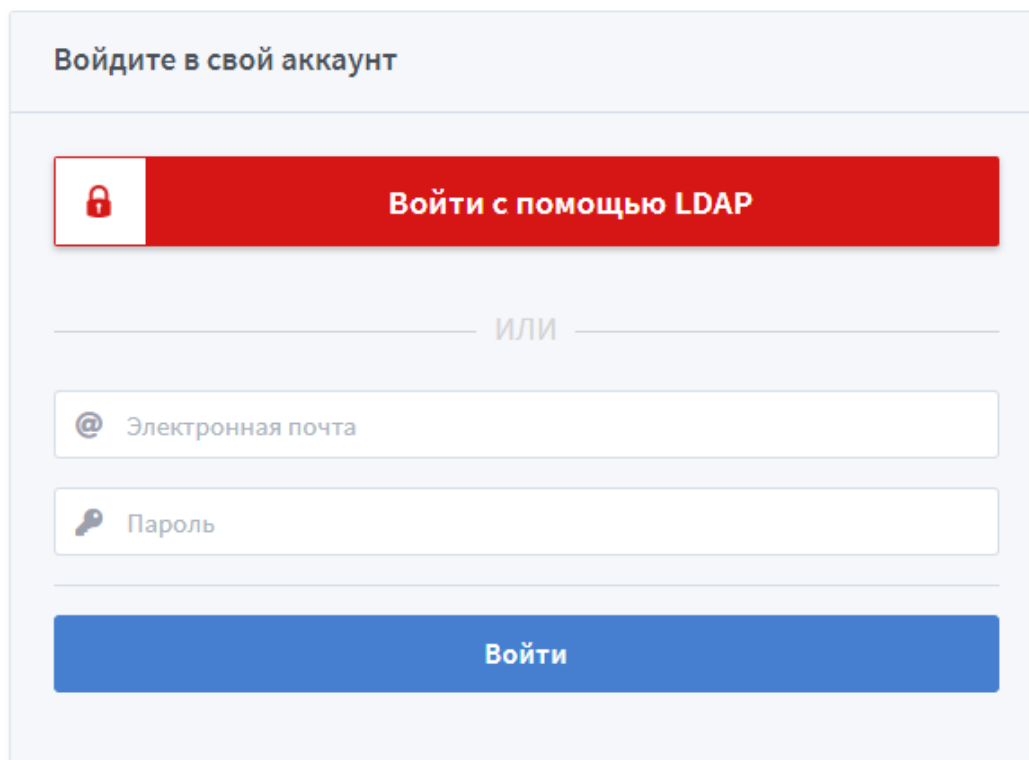 Войдите в свой аккаунт
Войти с помощью LDAP
ИЛИ
@ Электронная почта
Пароль
Войти